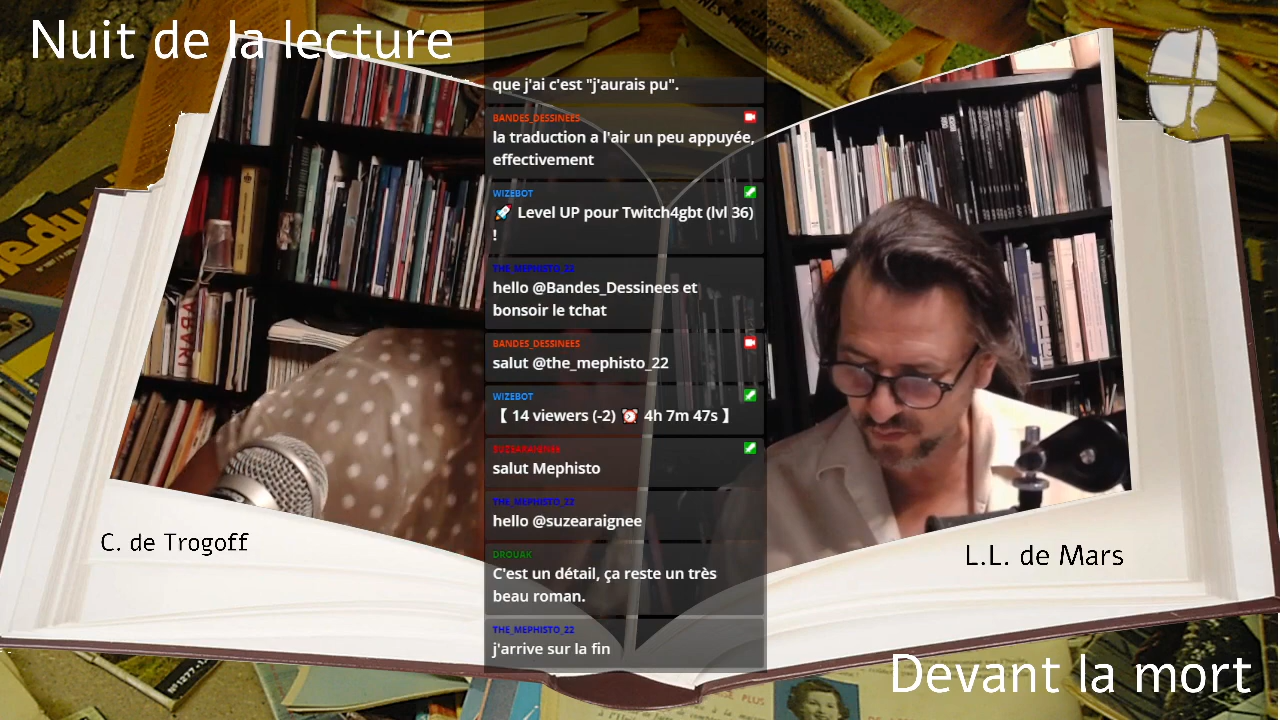 Nuit de la lecture
que j'ai c'est "j'aurais pu".
BANDES_DESSINEES
la traduction a l'air un peu appuyée,
effectivement
WIZEBOT
🚀 Level UP pour Twitch4gbt (lvl 36)
!
THE_MEPHISTO_22
hello @Bandes_Dessinees et
bonsoir le tchat
BANDES_DESSINEES
salut @the_mephisto_22
WIZEBOT
【 14 viewers (-2) ⏰ 4h 7m 47s 】
SUZEARAIGNEE
salut Mephisto
THE_MEPHISTO_22
hello @suzearaignee
DROUAK
C'est un détail, ça reste un très
beau roman.
THE_MEPHISTO_22
j'arrive sur la fin
C. de Trogoff
L.L. de Mars
Devant la mort